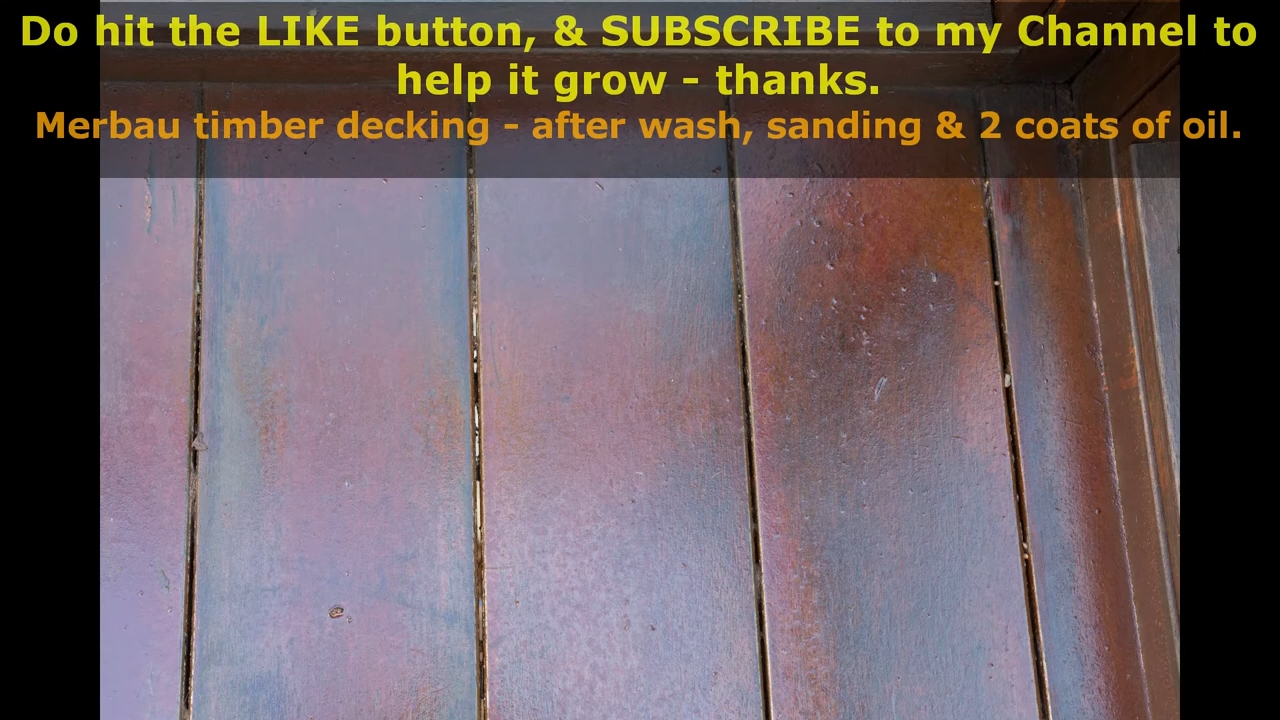 Do hit the LIKE button, & SUBSCRIBE to my Channel to
help it grow - thanks.
Merbau timber decking - after wash, sanding & 2 coats of oil.